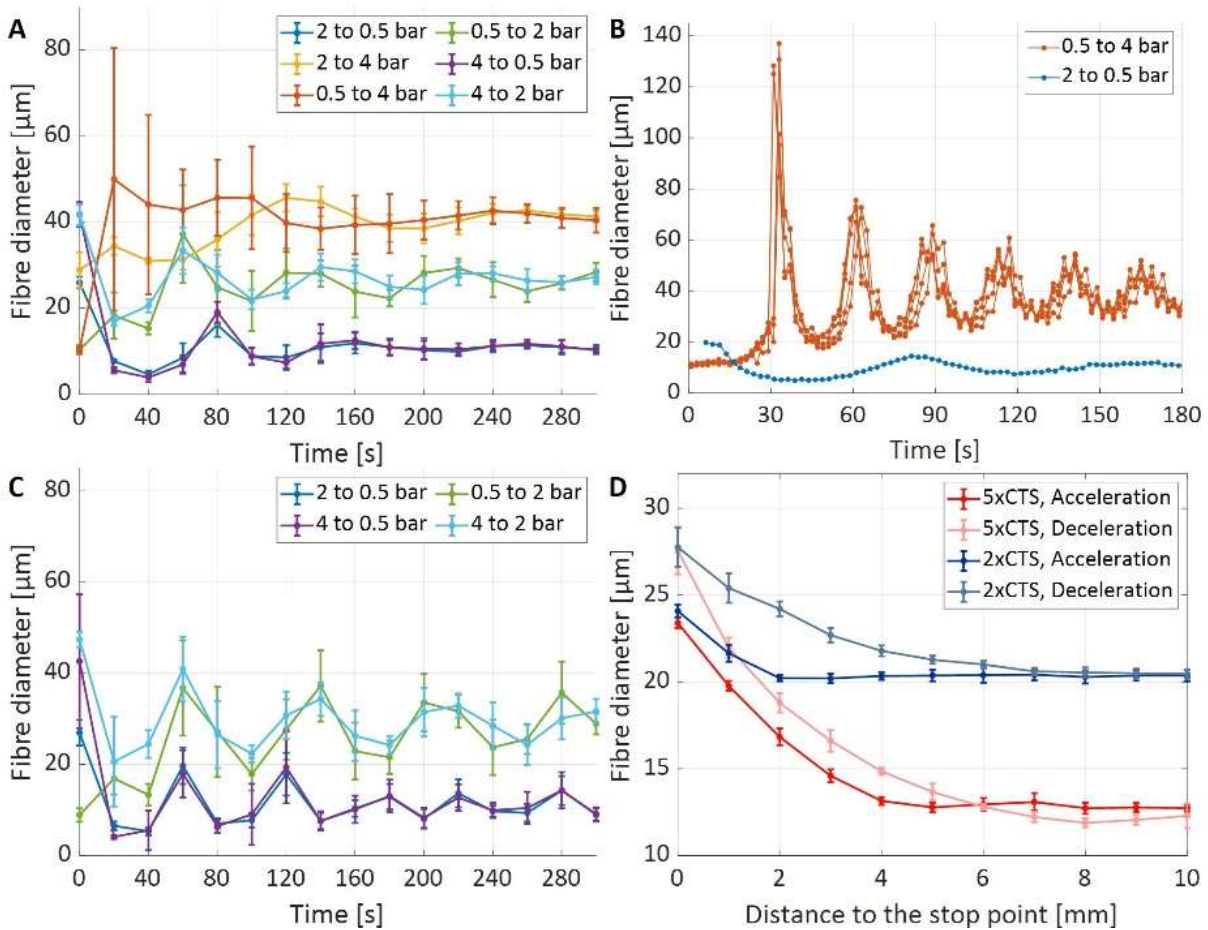 A
Fibre diameter [µm]
80
60
40
20
0
2 to 0.5 bar
0.5 to 2 bar
2 to 4 bar
4 to 0.5 bar
0.5 to 4 bar
4 to 2 bar
0 40 80 120 160 200 240 280
Time [s]
B
Fibre diameter [µm]
140
120
100
80
60
40
20
0
0.5 to 4 bar
2 to 0.5 bar
0 30 60 90 120 150 180
Time [s]
C
Fibre diameter [µm]
80
60
40
20
0
2 to 0.5 bar
0.5 to 2 bar
4 to 0.5 bar
4 to 2 bar
0 40 80 120 160 200 240 280
Time [s]
D
Fibre diameter [µm]
30
25
20
15
10
5xCTS, Acceleration
5xCTS, Deceleration
2xCTS, Acceleration
2xCTS, Deceleration
0 2 4 6 8 10
Distance to the stop point [mm]